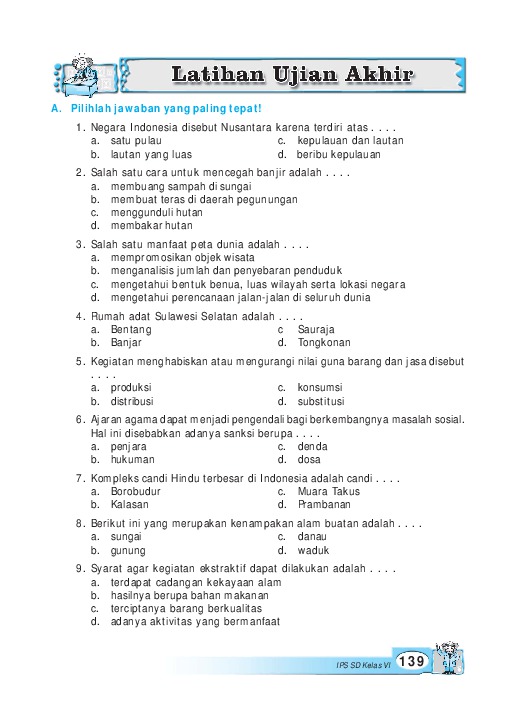 Latihan Ujian Akhir
A. Pilihlah jawaban yang paling tepat!
1. Negara Indonesia disebut Nusantara karena terdiri atas . . . .
a. satu pulau c. kepulauan dan lautan
b. lautan yang luas d. beribu kepulauan
2. Salah satu cara untuk mencegah banjir adalah . . . .
a. membuang sampah di sungai
b. membuat teras di daerah pegunungan
c. menggunduli hutan
d. membakar hutan
3. Salah satu manfaat peta dunia adalah . . . .
a. mempromosikan objek wisata
b. menganalisis jumlah dan penyebaran penduduk
c. mengetahui bentuk benua, luas wilayah serta lokasi negara
d. mengetahui perencanaan jalan-jalan di seluruh dunia
4. Rumah adat Sulawesi Selatan adalah . . . .
a. Bentang c Sauraja
b. Banjar d. Tongkonan
5. Kegiatan menghabiskan atau mengurangi nilai guna barang dan jasa disebut
. . . .
a. produksi c. konsumsi
b. distribusi d. substitusi
6. Ajaran agama dapat menjadi pengendali bagi berkembangnya masalah sosial.
Hal ini disebabkan adanya sanksi berupa . . . .
a. penjara c. denda
b. hukuman d. dosa
7. Kompleks candi Hindu terbesar di Indonesia adalah candi . . . .
a. Borobudur c. Muara Takus
b. Kalasan d. Prambanan
8. Berikut ini yang merupakan kenampakan alam buatan adalah . . . .
a. sungai c. danau
b. gunung d. waduk
9. Syarat agar kegiatan ekstraktif dapat dilakukan adalah . . . .
a. terdapat cadangan kekayaan alam
b. hasilnya berupa bahan makanan
c. terciptanya barang berkualitas
d. adanya aktivitas yang bermanfaat
IPS SD Kelas VI 139